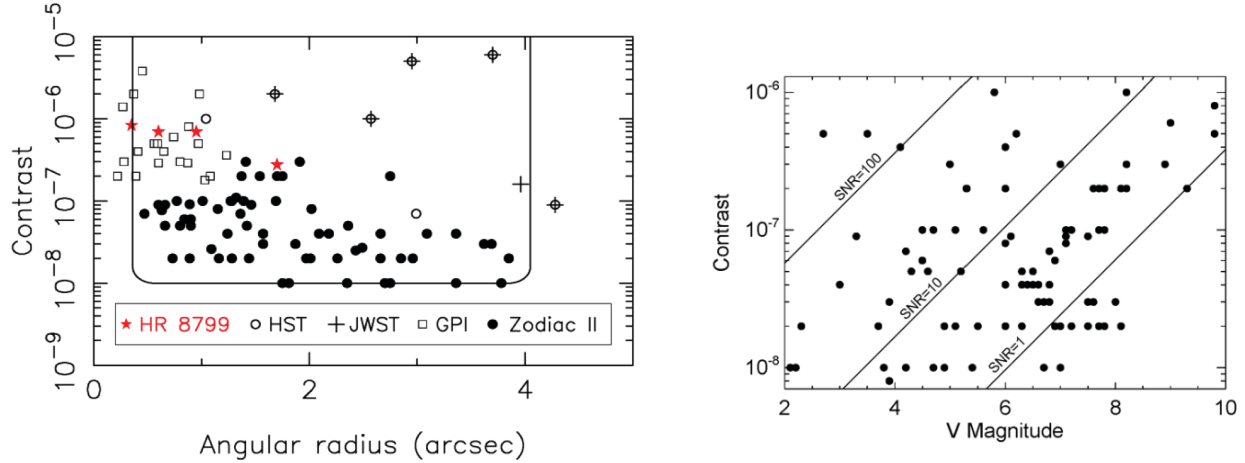 10⁻⁵
10⁻⁶
10⁻⁷
10⁻⁸
10⁻⁹
Contrast
HR 8799 HST JWST GPI Zodiac II
0 2 4
Angular radius (arcsec)
10⁻⁶
10⁻⁷
10⁻⁸
Contrast
SNR=100
SNR=10
SNR=1
2 4 6 8 10
V Magnitude